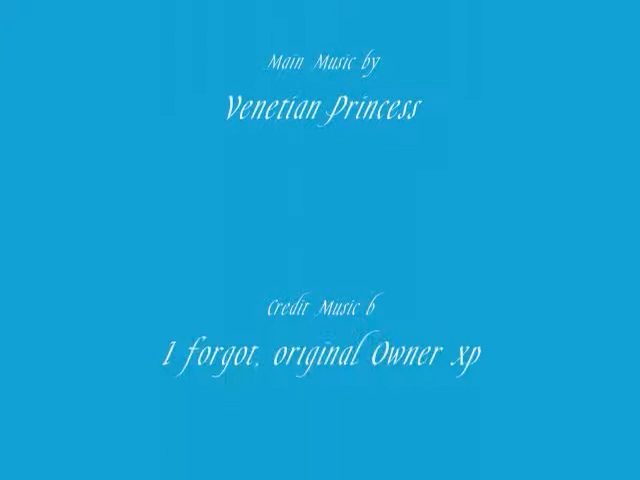 Main Music by
Venetian Princess
Credit Music b
I forgot, original Owner xp